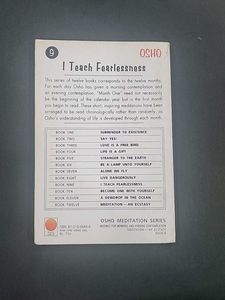 9
OSHO
I Teach Fearlessness
This series of twelve books corresponds to the twelve months.
For each day Osho has given a morning contemplation and
an evening contemplation. "Month One" need not necessarily
be the beginning of the calendar year but is the first month
you begin to read. These short, inspiring meditations have been
arranged to be read chronologically rather than randomly, as
Osho's understanding of life is developed through each month.
BOOK ONE SURRENDER TO EXISTENCE
BOOK TWO SAY YES!
BOOK THREE LOVE IS A FREE BIRD
BOOK FOUR LIFE IS A GIFT
BOOK FIVE STRANGER TO THE EARTH
BOOK SIX BE A LAMP UNTO YOURSELF
BOOK SEVEN ALONE WE FLY
BOOK EIGHT LIVE DANGEROUSLY
BOOK NINE I TEACH FEARLESSNESS
BOOK TEN BECOME ONE WITH YOURSELF
BOOK ELEVEN A DEWDROP IN THE OCEAN
BOOK TWELVE MEDITATION—AN ECSTASY
OSHO MEDITATION SERIES